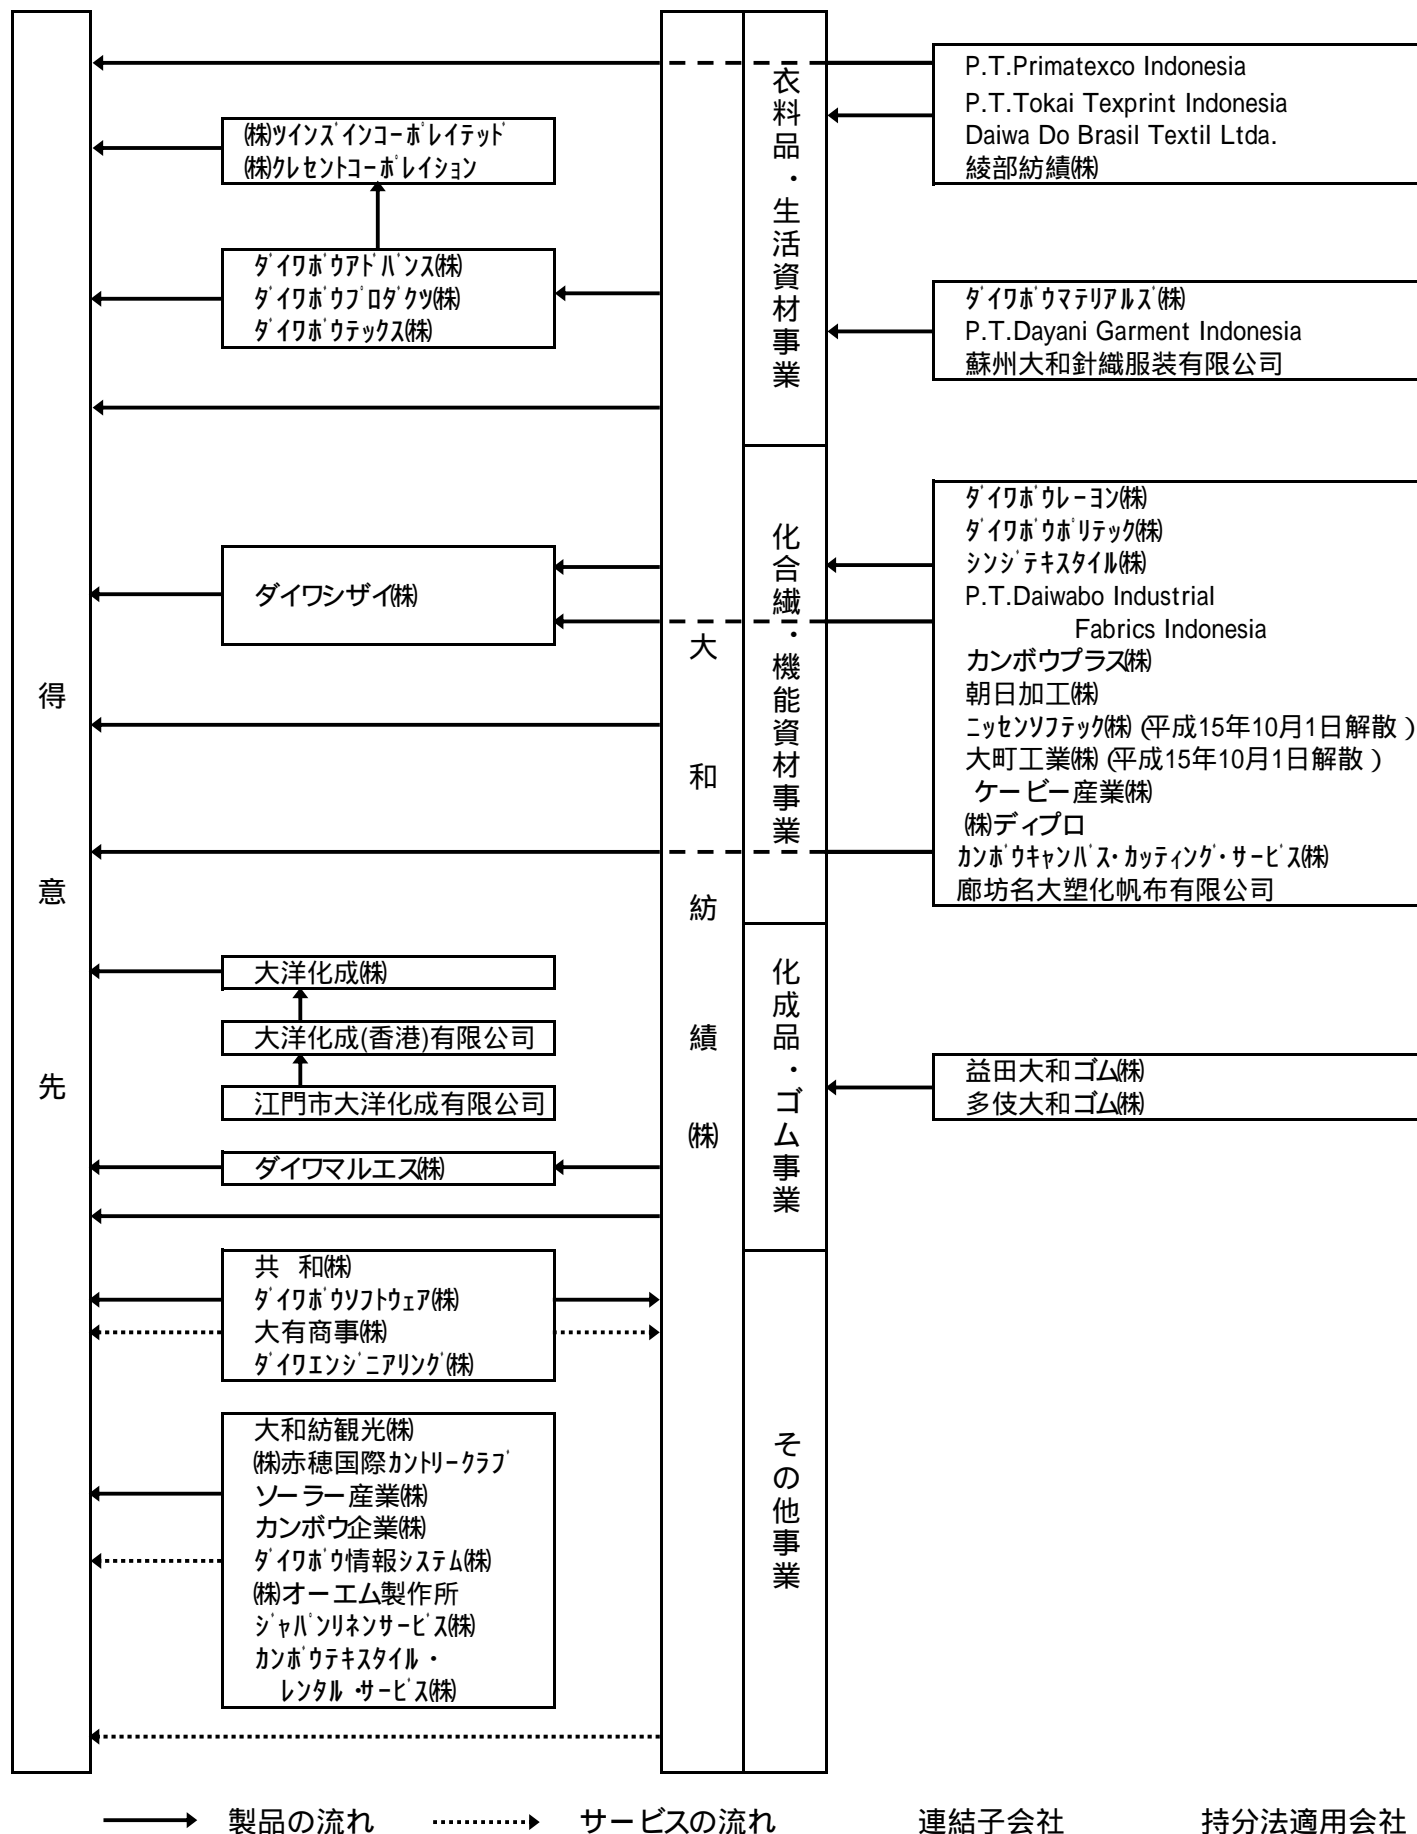 得意先
大和紡績㈱
衣料品・生活資材事業
化合繊・機能資材事業
化成品・ゴム事業
その他事業
㈱ツインズインコーポレイテッド
㈱クレセントコーポレイション
ダイワボウアドバンス㈱
ダイワボウプロダクツ㈱
ダイワボウテックス㈱
ダイワシザイ㈱
大洋化成㈱
大洋化成(香港)有限公司
江門市大洋化成有限公司
ダイワマルエス㈱
共　和㈱
ダイワボウソフトウェア㈱
大有商事㈱
ダイワエンジニアリング㈱
大和紡観光㈱
㈱赤穂国際カントリークラブ
ソーラー産業㈱
カンボウ企業㈱
ダイワボウ情報システム㈱
㈱オーエム製作所
ジャパンリネンサービス㈱
カンボウテキスタイル・
レンタル・サービス㈱
P.T.Primatexco Indonesia
P.T.Tokai Texprint Indonesia
Daiwa Do Brasil Textil Ltda.
綾部紡績㈱
ダイワボウマテリアルズ㈱
P.T.Dayani Garment Indonesia
蘇州大和針織服装有限公司
ダイワボウレーヨン㈱
ダイワボウポリテック㈱
シンジテキスタイル㈱
P.T.Daiwabo Industrial
Fabrics Indonesia
カンボウプラス㈱
朝日加工㈱
ニッセンソフテック㈱(平成15年10月1日解散)
大町工業㈱(平成15年10月1日解散)
ケービー産業㈱
㈱ディプロ
カンボウキャンバス・カッティング・サービス㈱
廊坊名大塑化帆布有限公司
益田大和ゴム㈱
多伎大和ゴム㈱
製品の流れ
サービスの流れ
連結子会社
持分法適用会社